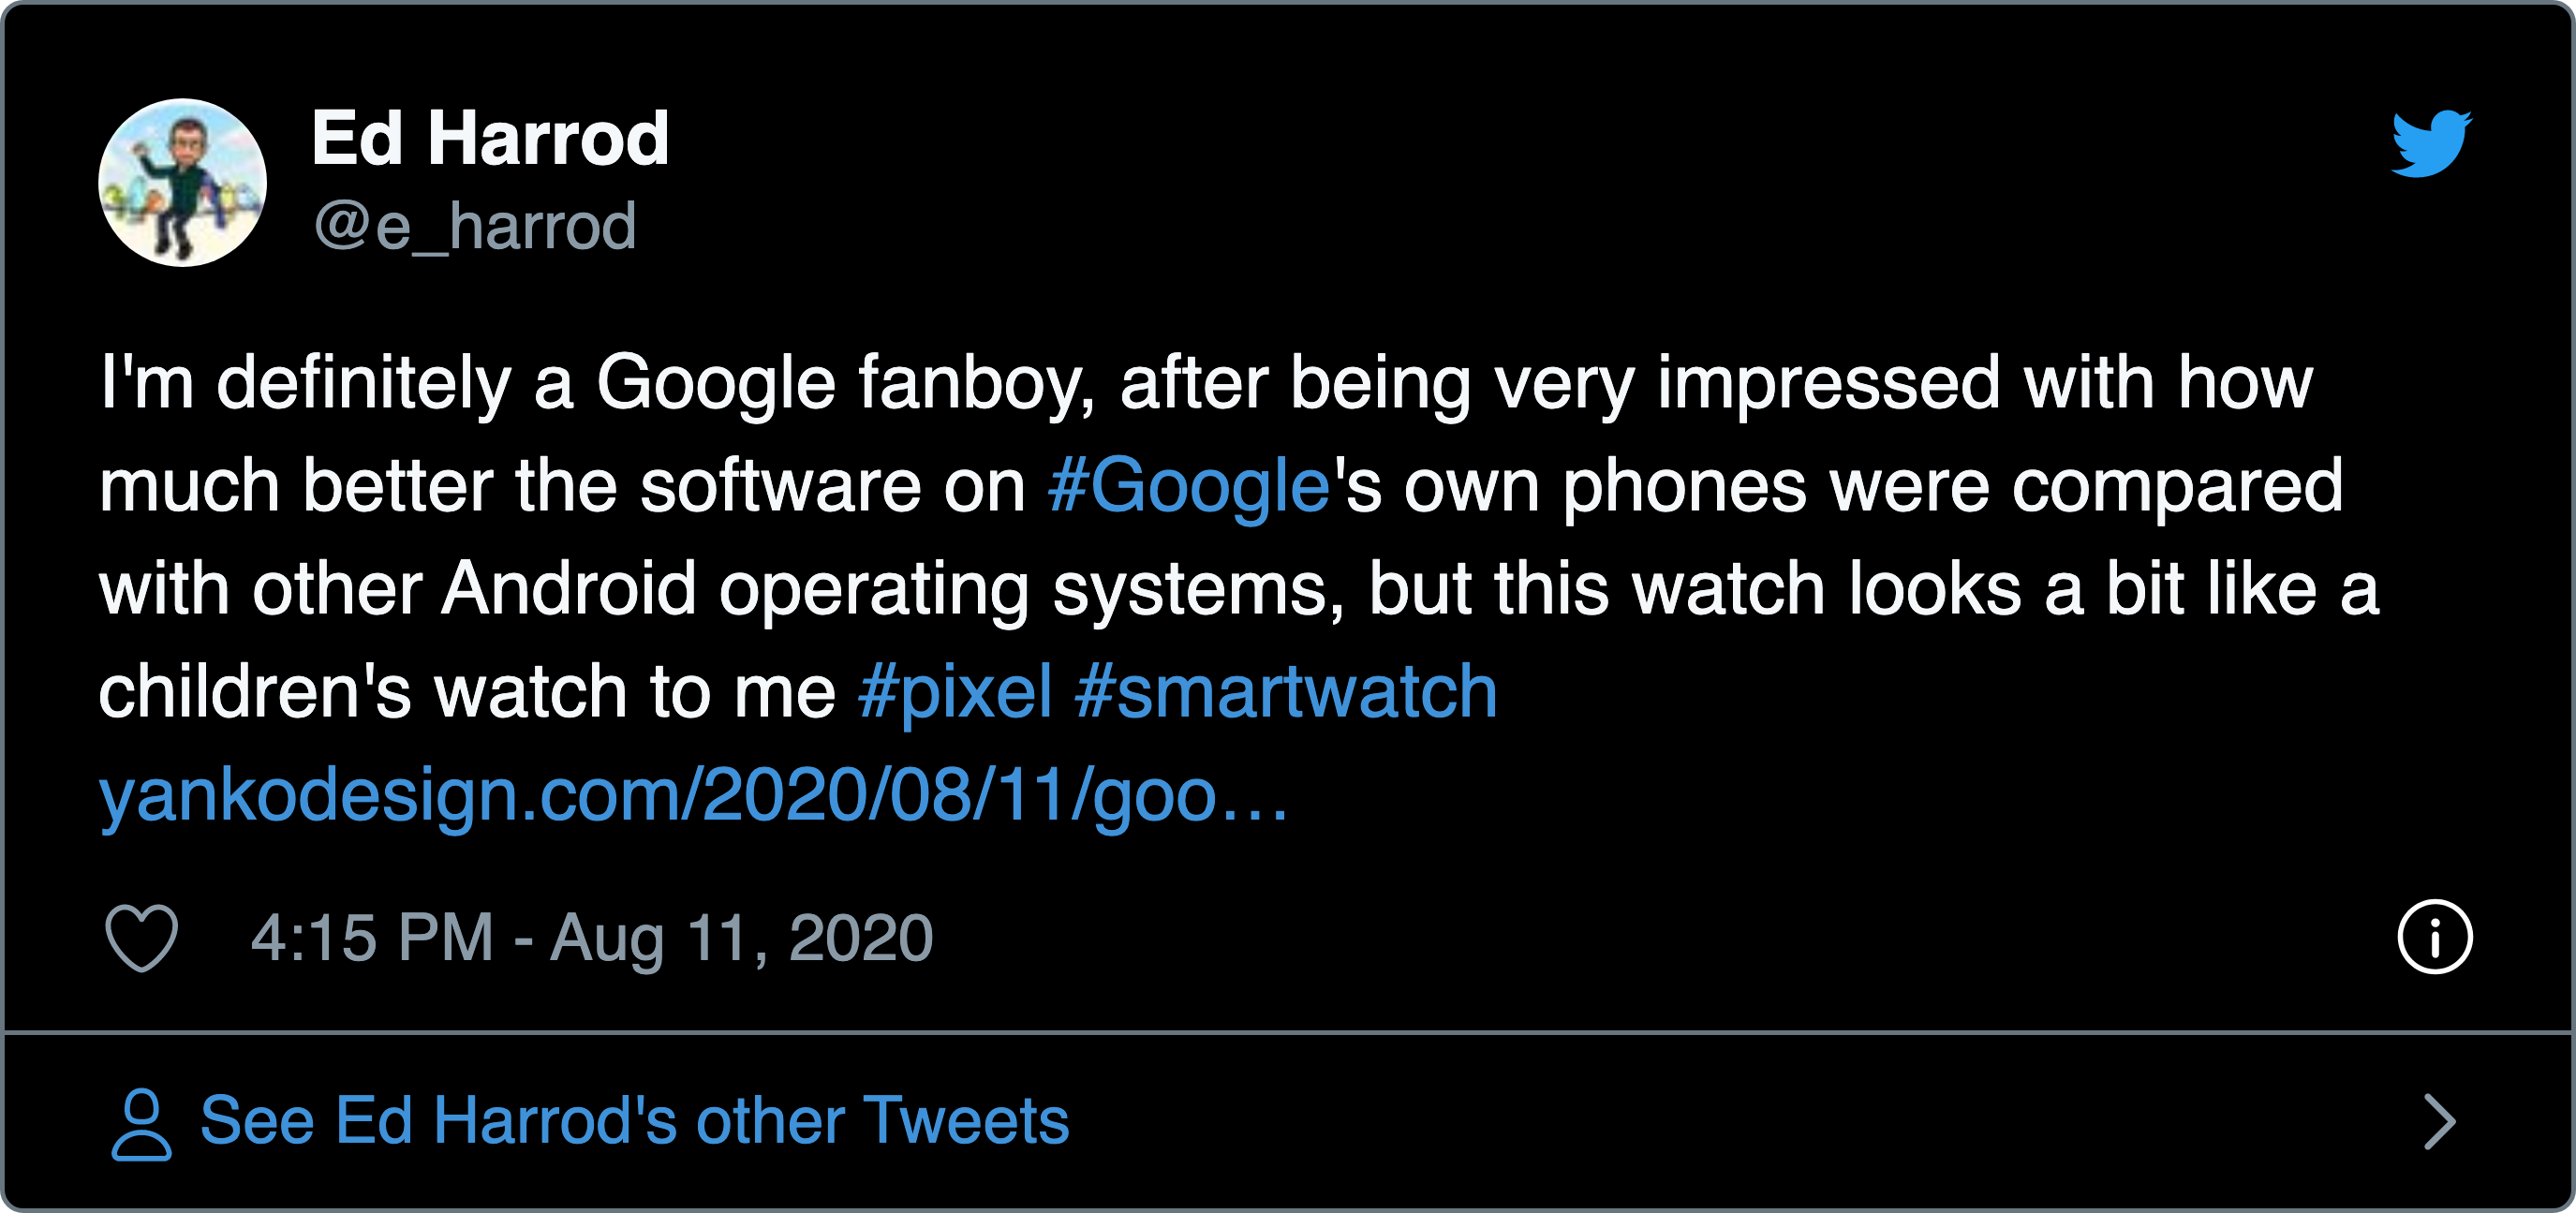 Ed Harrod
@e_harrod
I'm definitely a Google fanboy, after being very impressed with how
much better the software on #Google's own phones were compared
with other Android operating systems, but this watch looks a bit like a
children's watch to me #pixel #smartwatch
yankodesign.com/2020/08/11/goo…
4:15 PM - Aug 11, 2020
See Ed Harrod's other Tweets